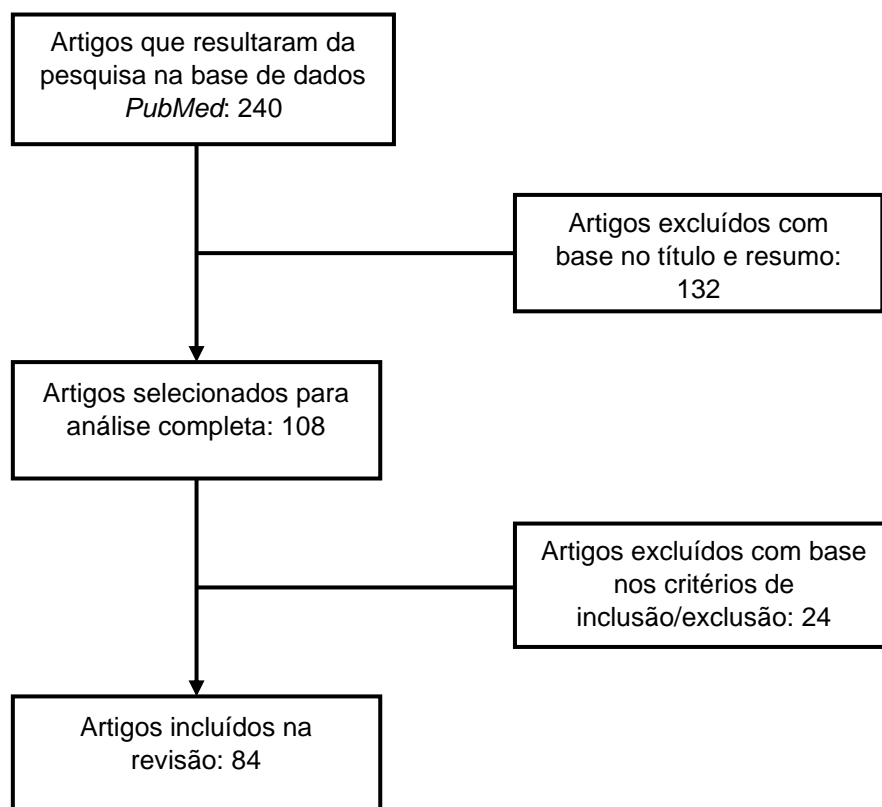 Artigos que resultaram da
pesquisa na base de dados
PubMed: 240
Artigos excluídos com
base no título e resumo:
132
Artigos selecionados para
análise completa: 108
Artigos excluídos com base
nos critérios de
inclusão/exclusão: 24
Artigos incluídos na
revisão: 84